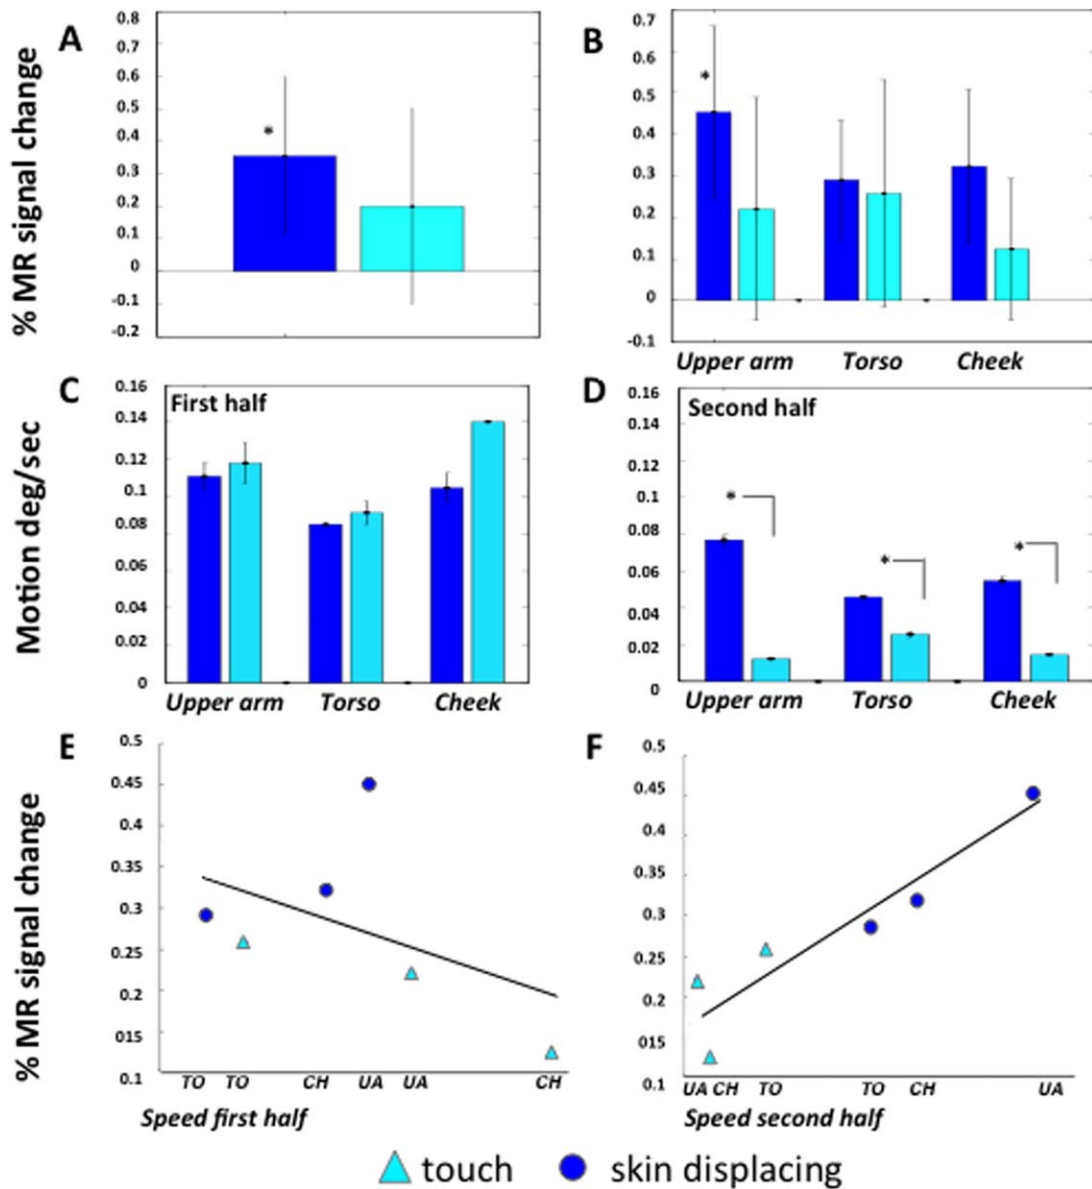 A
% MR signal change
0.8
0.7
0.6
0.5
0.4
0.3
0.2
0.1
0
-0.1
-0.2
*
B
0.7
0.6
0.5
0.4
0.3
0.2
0.1
0
-0.1
*
Upper arm Torso Cheek
C
Motion deg/sec
First half
0.16
0.14
0.12
0.1
0.08
0.06
0.04
0.02
0
Upper arm Torso Cheek
D
Second half
0.16
0.14
0.12
0.1
0.08
0.06
0.04
0.02
0
* * *
Upper arm Torso Cheek
E
% MR signal change
0.5
0.45
0.4
0.35
0.3
0.25
0.2
015
0.1
TO TO CH UA UA CH
Speed first half
F
0.5
0.45
0.4
0.35
0.3
0.25
0.2
015
0.1
UA CH TO TO CH UA
Speed second half
touch skin displacing